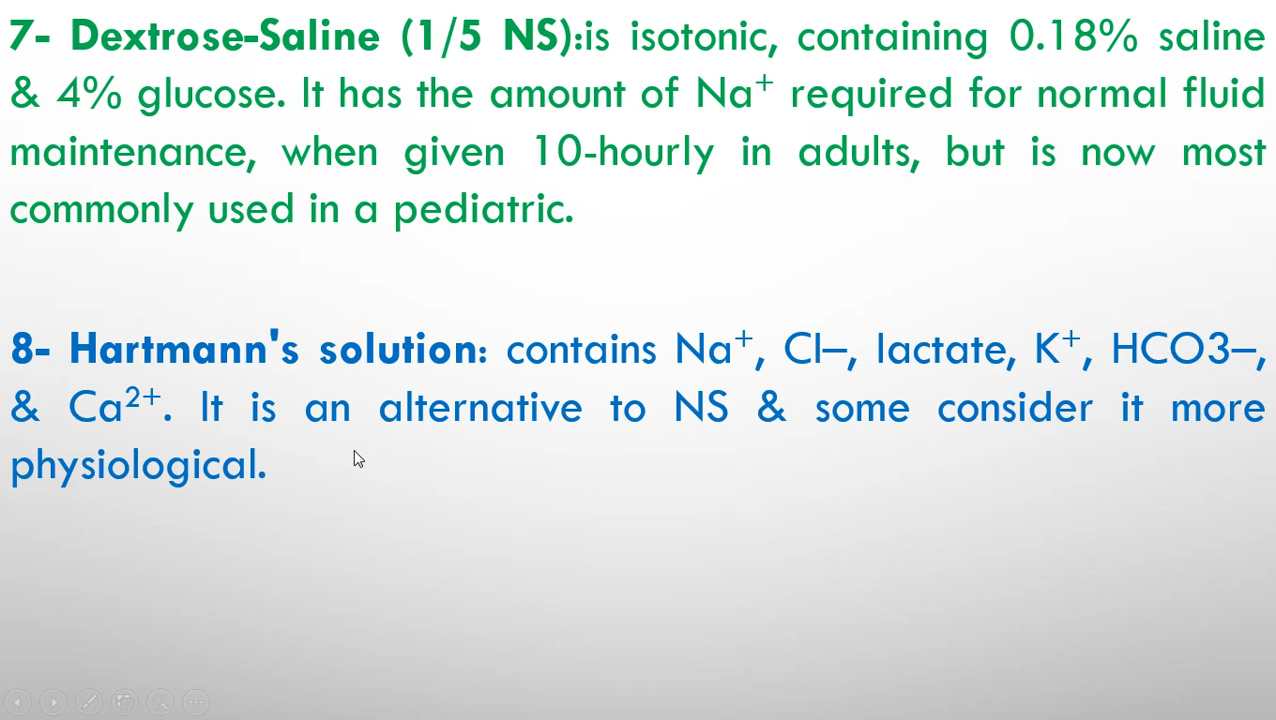 7- Dextrose-Saline (1/5 NS):is isotonic, containing 0.18% saline
& 4% glucose. It has the amount of Na⁺ required for normal fluid
maintenance, when given 10-hourly in adults, but is now most
commonly used in a pediatric.
8- Hartmann's solution: contains Na⁺, Cl–, lactate, K⁺, HCO3–,
& Ca²⁺. It is an alternative to NS & some consider it more
physiological.